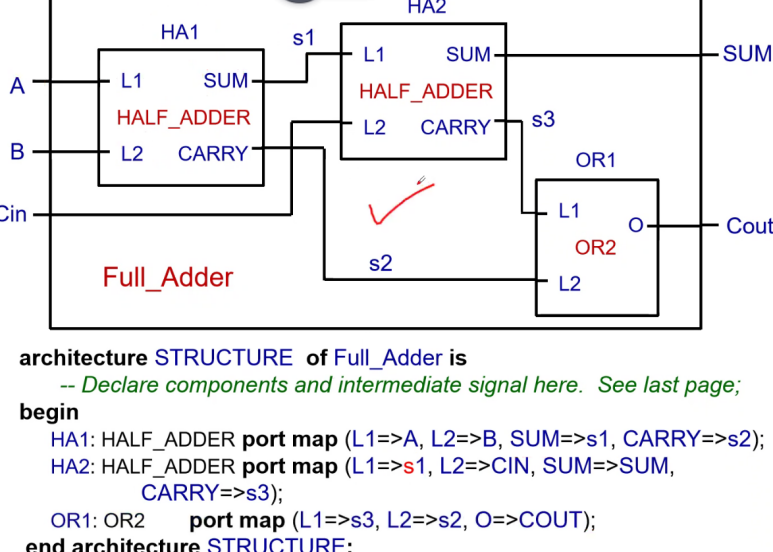 HA2
HA1
s1
L1 SUM
SUM
A
L1 SUM
HALF_ADDER
HALF_ADDER
L2 CARRY
s3
B
L2 CARRY
OR1
Cin
L1
O
Cout
OR2
s2
Full_Adder
L2
architecture STRUCTURE of Full_Adder is
-- Declare components and intermediate signal here. See last page;
begin
HA1: HALF_ADDER port map (L1=>A, L2=>B, SUM=>s1, CARRY=>s2);
HA2: HALF_ADDER port map (L1=>s1, L2=>CIN, SUM=>SUM,
CARRY=>s3);
OR1: OR2 port map (L1=>s3, L2=>s2, O=>COUT);
end architecture STRUCTURE;